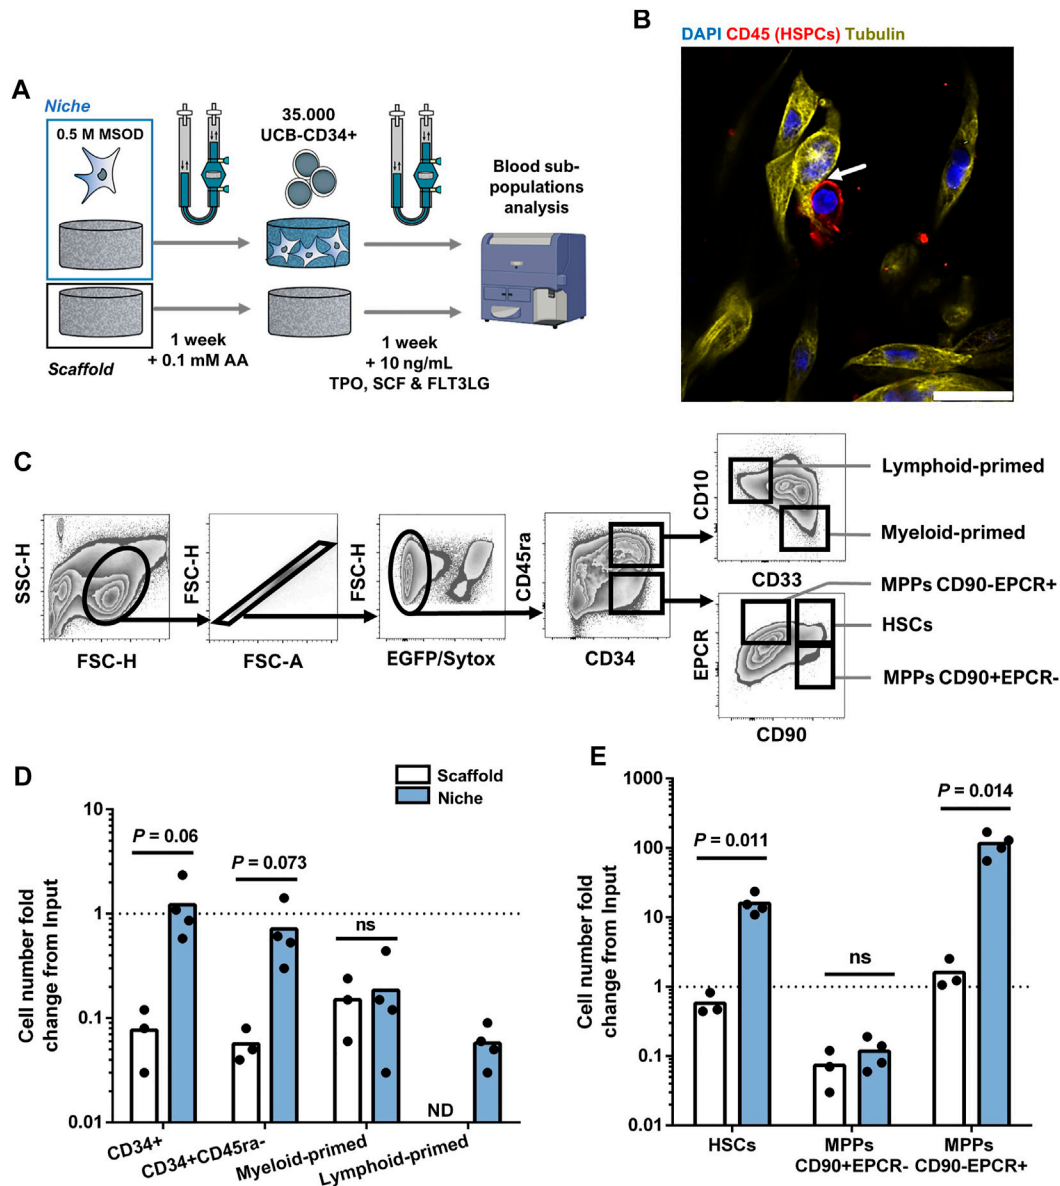 A
Niche
0.5 M MSOD
35.000
UCB-CD34+
Blood sub-
populations
analysis
1 week
+ 0.1 mM AA
1 week
+ 10 ng/mL
TPO, SCF & FLT3LG
Scaffold
B
DAPI CD45 (HSPCs) Tubulin
C
SSC-H
FSC-H
FSC-H
FSC-A
FSC-H
EGFP/Sytox
CD45ra
CD34
CD10
CD33
EPCR
CD90
Lymphoid-primed
Myeloid-primed
MPPs CD90-EPCR+
HSCs
MPPs CD90+EPCR-
D
Scaffold
Niche
Cell number fold
change from Input
10
1
0.1
0.01
P = 0.06
P = 0.073
ns
ND
CD34+
CD34+CD45ra-
Myeloid-primed
Lymphoid-primed
E
Cell number fold
change from Input
1000
100
10
1
0.1
0.01
P = 0.011
ns
P = 0.014
HSCs
MPPs
CD90+EPCR-
MPPs
CD90-EPCR+